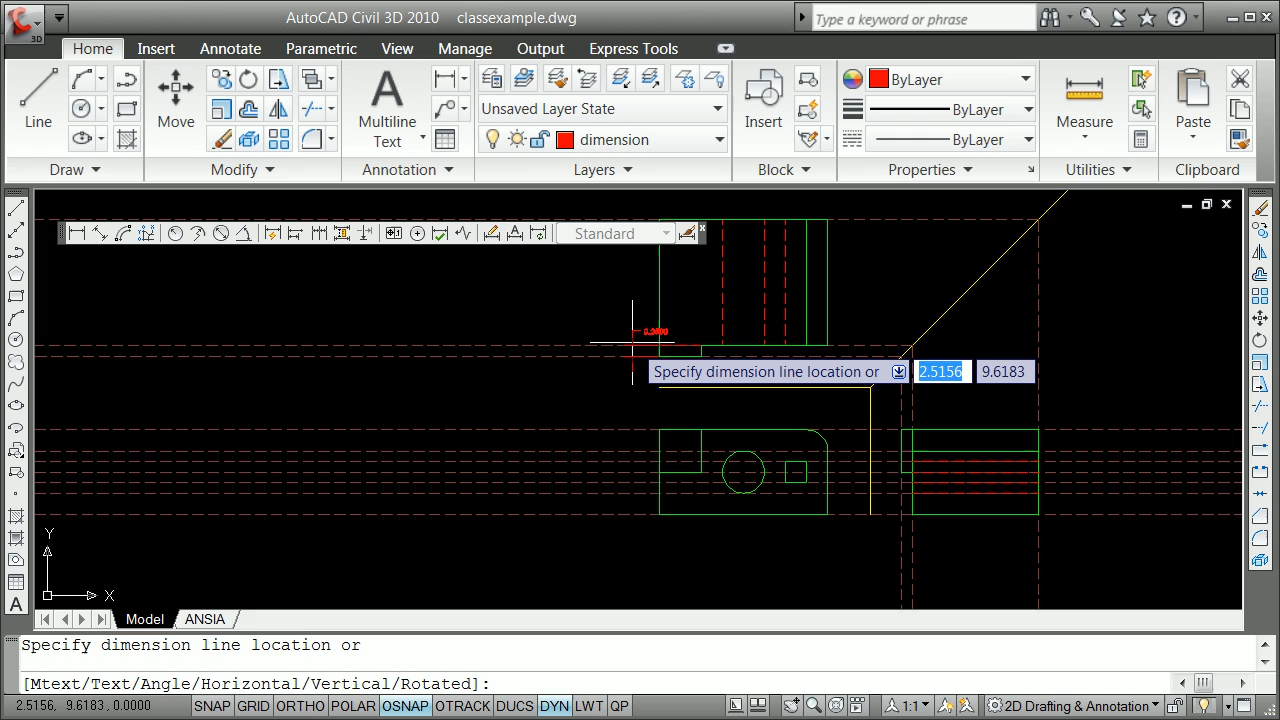 AutoCAD Civil 3D 2010 classexample.dwg
Type a keyword or phrase
3D
Home Insert Annotate Parametric View Manage Output Express Tools
Line
Move
A
Multiline
Text
Unsaved Layer State
dimension
Insert
ByLayer
ByLayer
ByLayer
Measure
Paste
Draw Modify Annotation Layers Block Properties Utilities Clipboard
Standard
0.2600
Specify dimension line location or 2.5156 9.6183
Y
X
A
Model ANSIA
Specify dimension line location or
[Mtext/Text/Angle/Horizontal/Vertical/Rotated]:
2.5156, 9.6183, 0.0000 SNAP GRID ORTHO POLAR OSNAP OTRACK DUCS DYN LWT QP 1:1 2D Drafting & Annotation